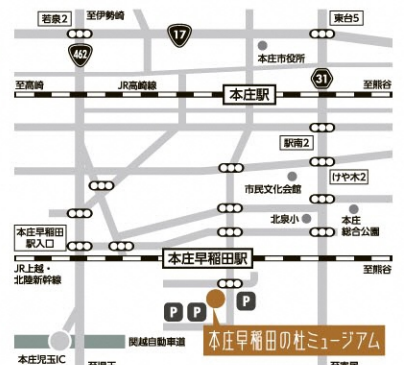 若泉2
至伊勢崎
東台5
17
462
本庄市役所
31
至高崎
JR高崎線
本庄駅
至熊谷
駅南2
けや木2
市民文化会館
北泉小
本庄
総合公園
本庄早稲田
駅入口
本庄早稲田駅
JR上越・
北陸新幹線
至熊谷
P
P
P
本庄早稲田の杜ミュージアム
関越自動車道
本庄児玉IC